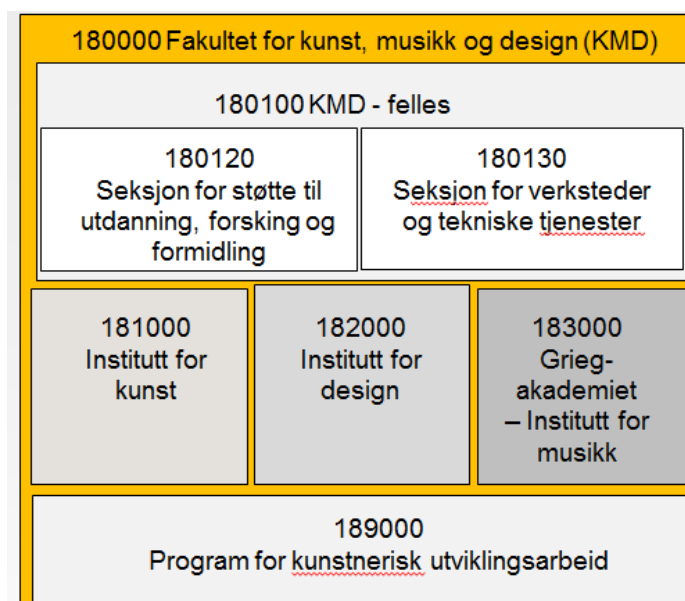 180000 Fakultet for kunst, musikk og design (KMD)
180100 KMD - felles
180120
Seksjon for støtte til
utdanning, forsking og
formidling
180130
Seksjon for verksteder
og tekniske tjenester
181000
Institutt for
kunst
182000
Institutt for
design
183000
Grieg-
akademiet
– Institutt for
musikk
189000
Program for kunstnerisk utviklingsarbeid